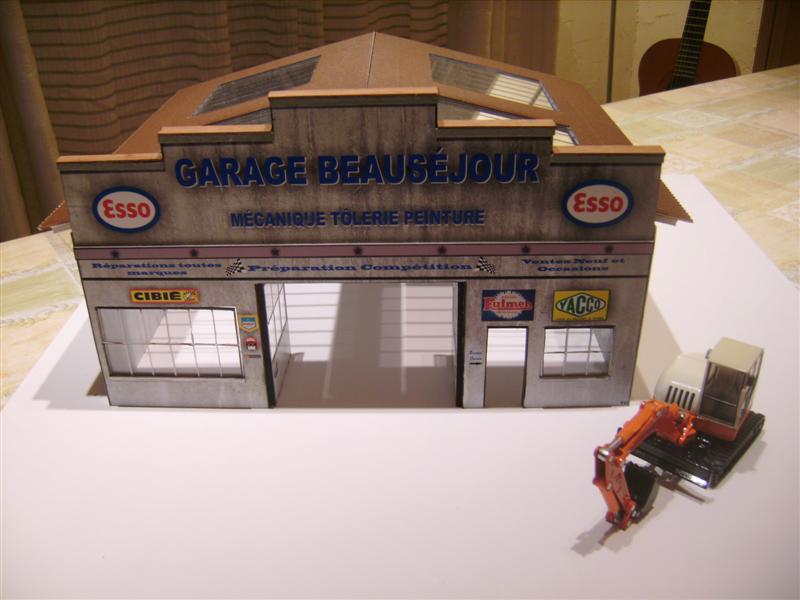 GARAGE BEAUSÉJOUR
Esso
Esso
MÉCANIQUE TÔLERIE PEINTURE
Réparations toutes
marques
Préparation Compétition
Ventes Neuf et
Occasions
CIBIÉ
Fulmen
YACCO